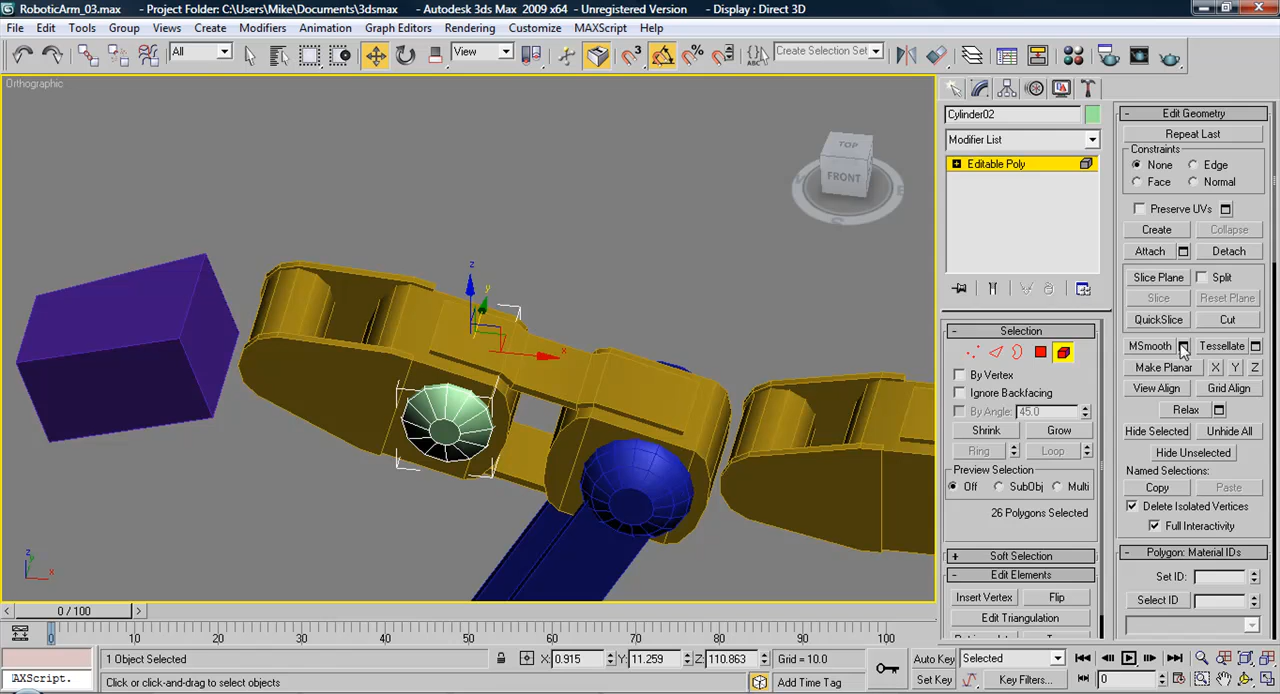 RoboticArm_03.max - Project Folder: C:\Users\Mike\Documents\3dsmax - Autodesk 3ds Max 2009 x64 - Unregistered Version - Display : Direct 3D
File Edit Tools Group Views Create Modifiers Animation Graph Editors Rendering Customize MAXScript Help
All View Create Selection Set
Orthographic
TOP
FRONT
z
y
x
z
x
Cylinder02
Modifier List
Editable Poly
Selection
By Vertex
Ignore Backfacing
By Angle: 45.0
Shrink Grow
Ring Loop
Preview Selection
Off SubObj Multi
26 Polygons Selected
Soft Selection
Edit Elements
Insert Vertex Flip
Edit Triangulation
Edit Geometry
Repeat Last
Constraints
None Edge
Face Normal
Preserve UVs
Create Collapse
Attach Detach
Slice Plane Split
Slice Reset Plane
QuickSlice Cut
MSmooth Tessellate
Make Planar X Y Z
View Align Grid Align
Relax
Hide Selected Unhide All
Hide Unselected
Named Selections:
Copy Paste
Delete Isolated Vertices
Full Interactivity
Polygon: Material IDs
Set ID:
Select ID
0 / 100
0 10 20 30 40 50 60 70 80 90 100
1 Object Selected X: 0.915 Y: 11.259 Z: 110.863 Grid = 10.0 Auto Key Selected
AXScript. Click or click-and-drag to select objects Add Time Tag Set Key Key Filters... 0